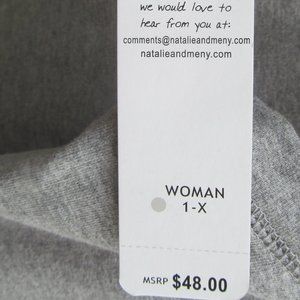 we would love to
hear from you at:
comments@natalieandmeny.com
natalieandmeny.com
WOMAN
1-X
MSRP $48.00